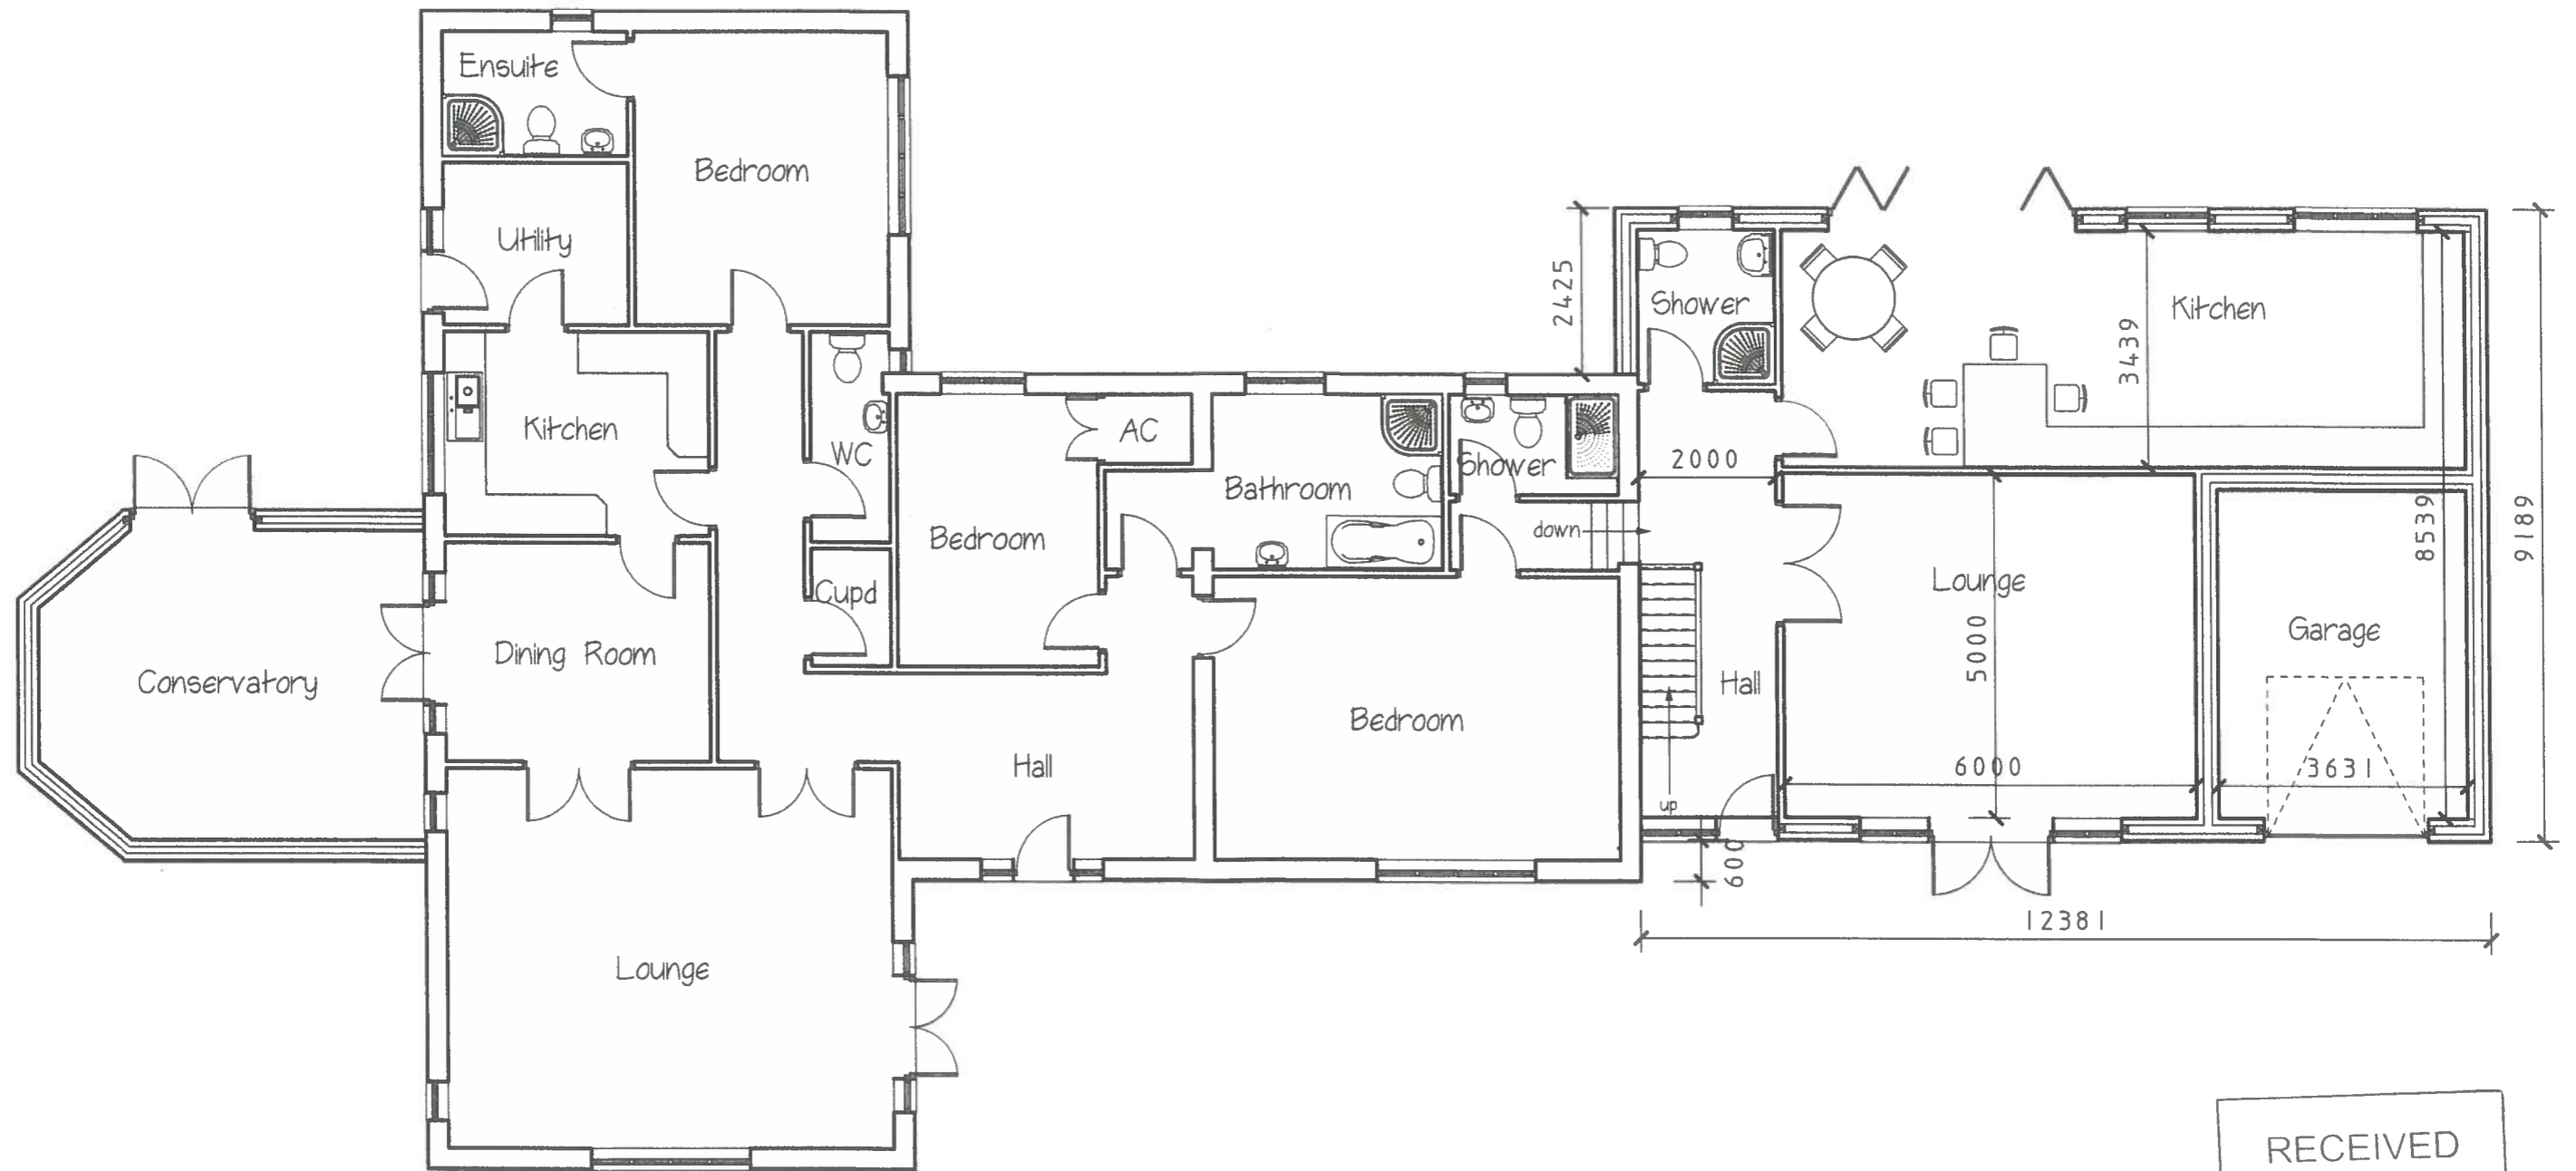 Ensuite
Bedroom
Utility
Kitchen
WC
Cupd
Dining Room
Conservatory
Lounge
Hall
Bedroom
AC
Bathroom
Shower
down
Bedroom
2425
Shower
Kitchen
3439
2000
Lounge
5000
6000
Hall
up
600
Garage
3631
8539
9189
12381
RECEIVED